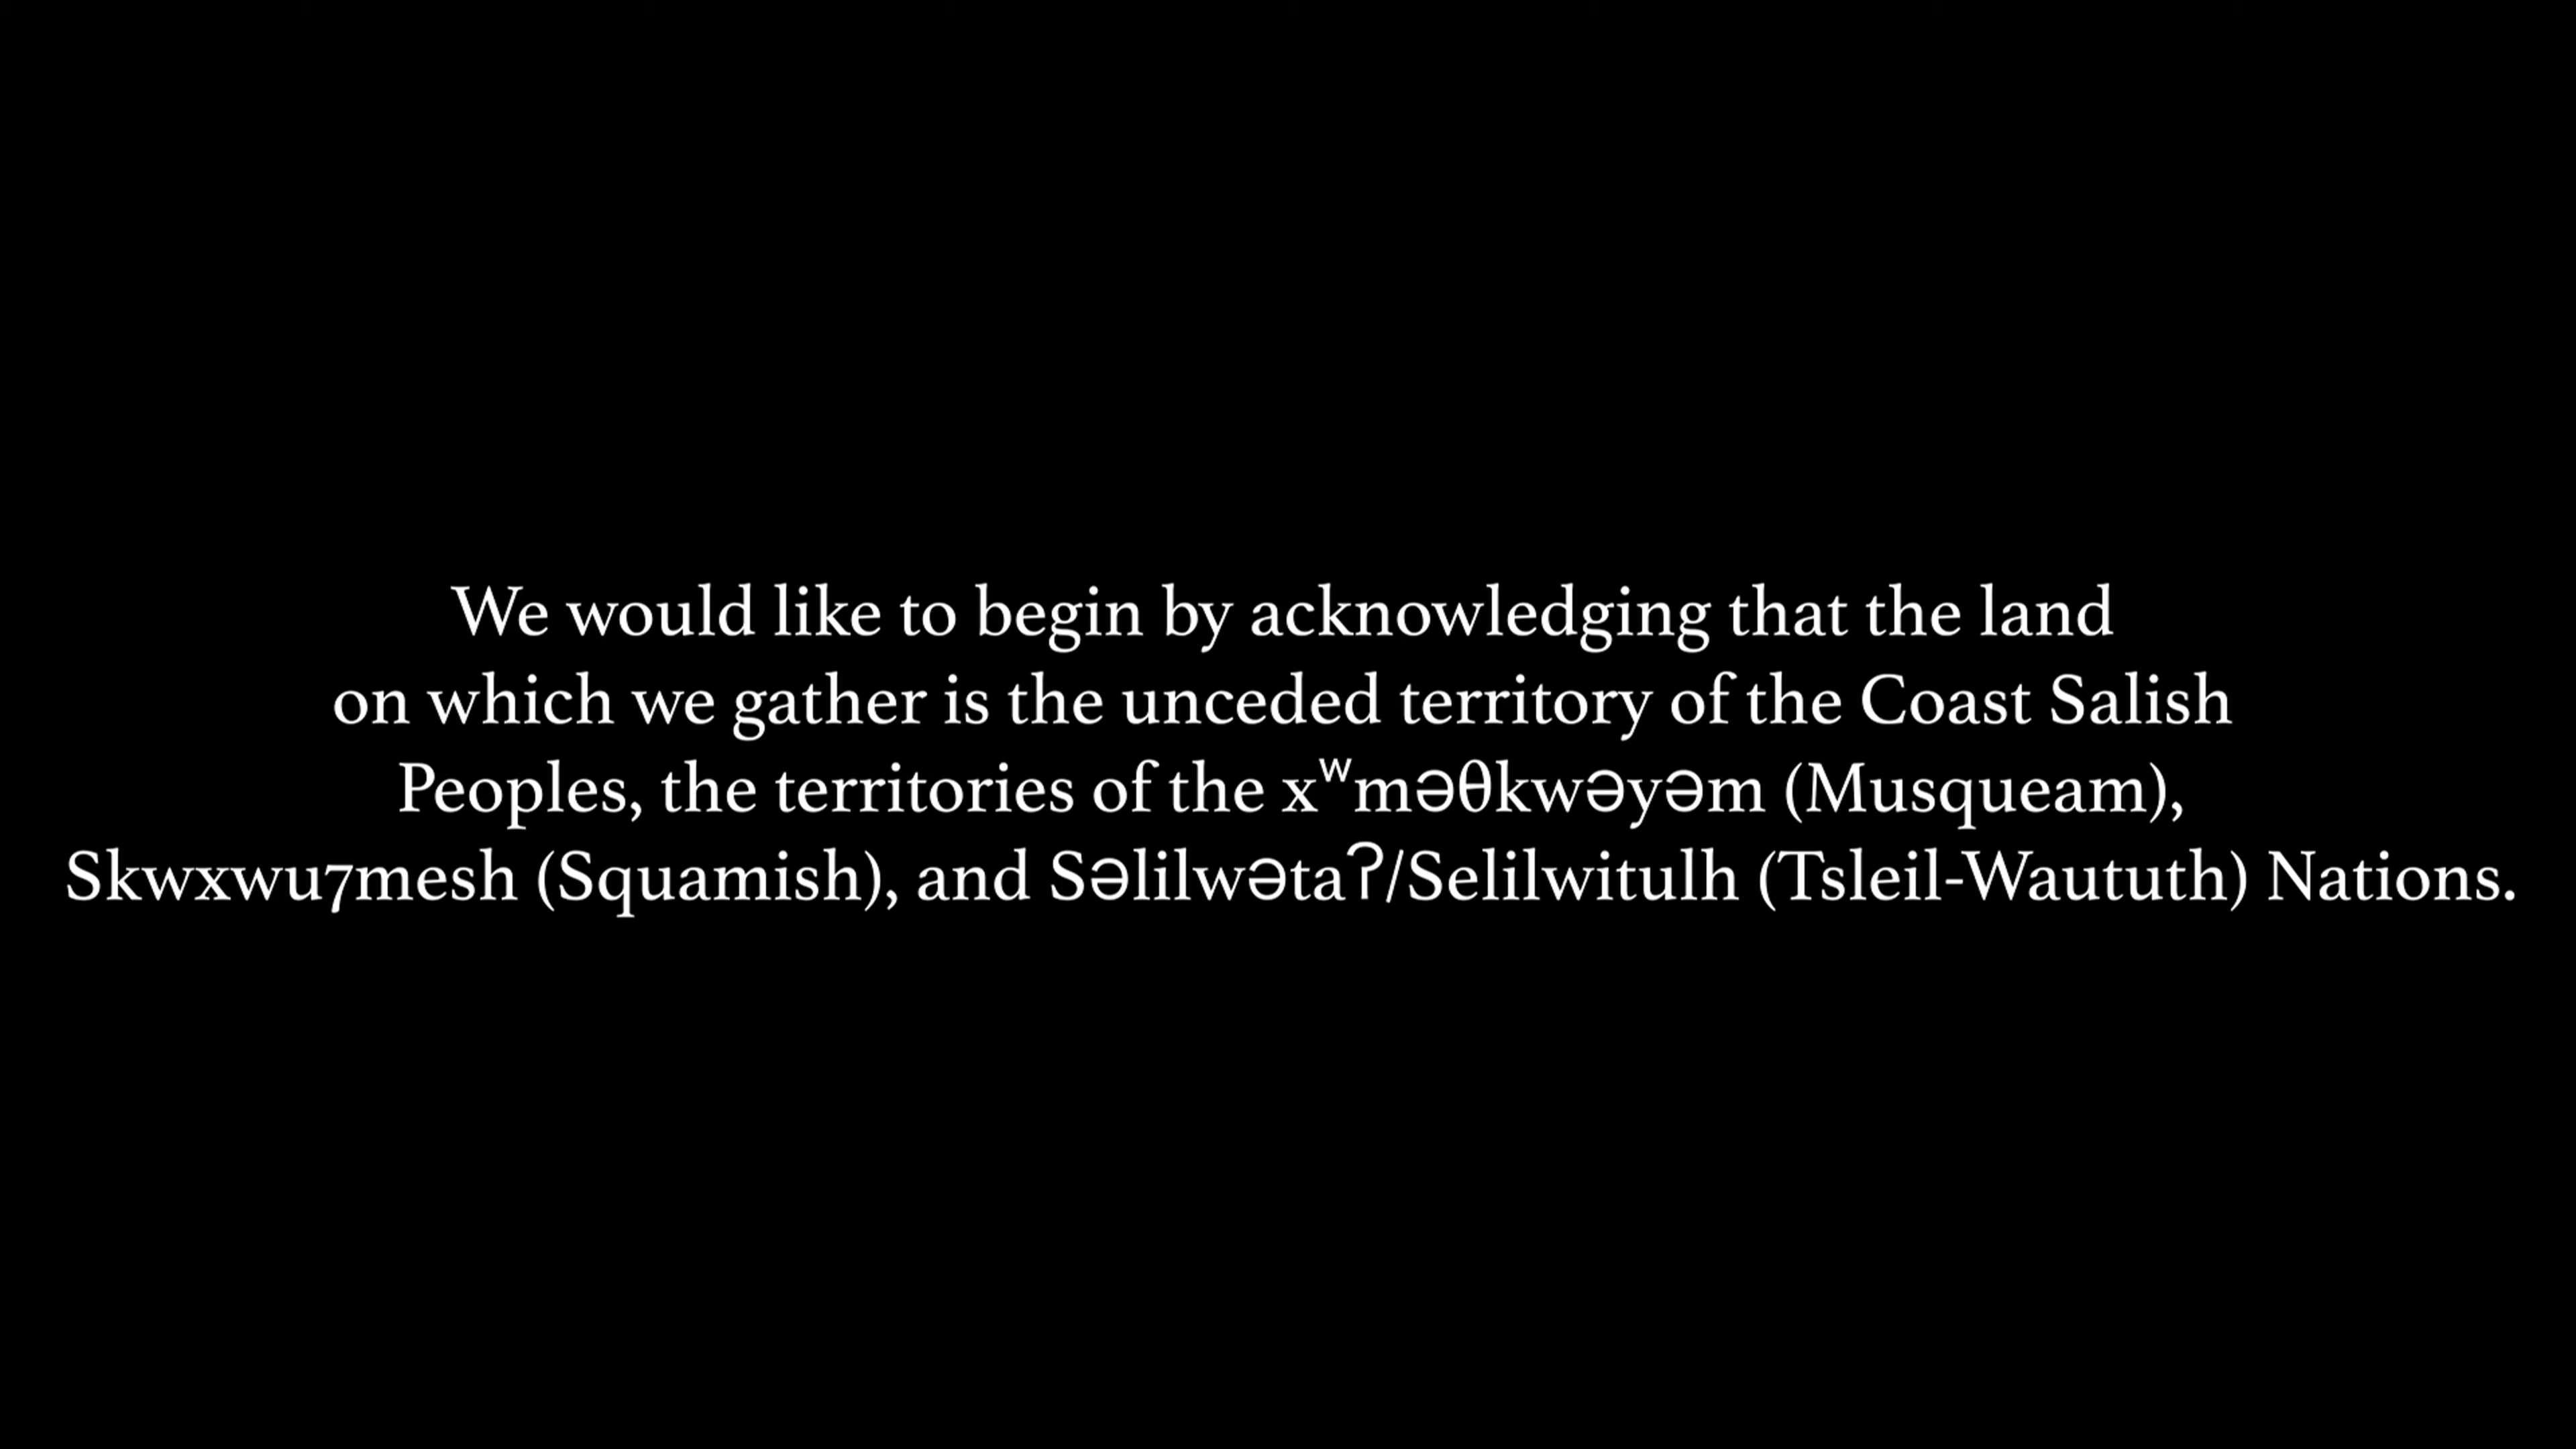 We would like to begin by acknowledging that the land
on which we gather is the unceded territory of the Coast Salish
Peoples, the territories of the xʷməθkwəyəm (Musqueam),
Skwxwu7mesh (Squamish), and Səlilwətaʔ/Selilwitulh (Tsleil-Waututh) Nations.